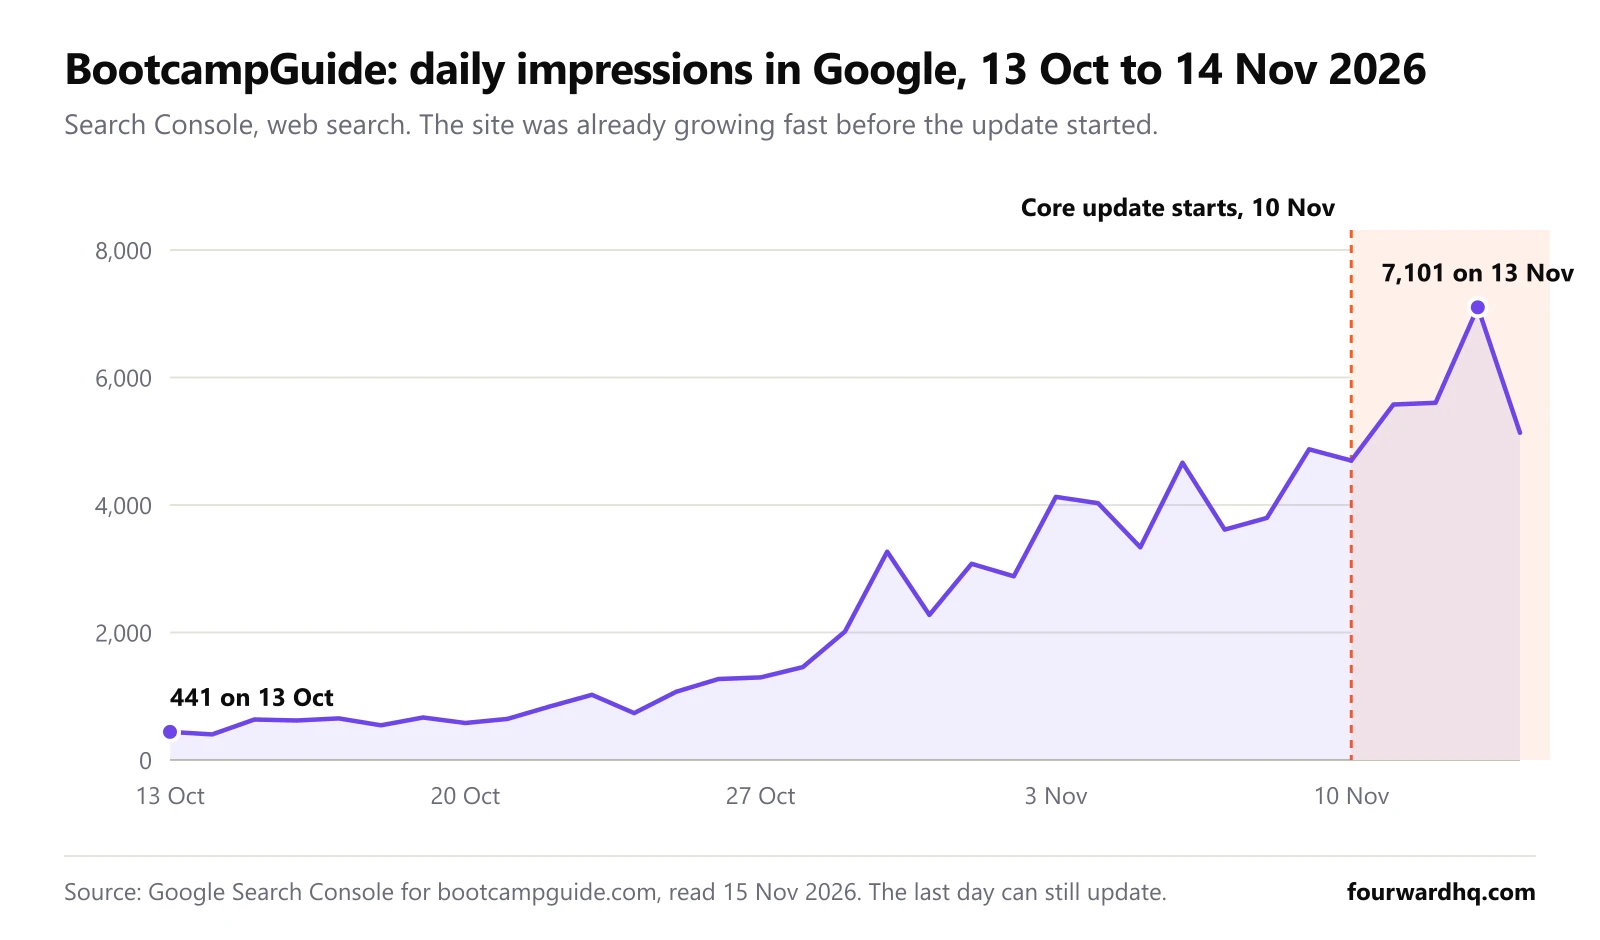 BootcampGuide: daily impressions in Google, 13 Oct to 14 Nov 2026
Search Console, web search. The site was already growing fast before the update started.
Core update starts, 10 Nov
8,000
7,101 on 13 Nov
6,000
4,000
2,000
441 on 13 Oct
0
13 Oct
20 Oct
27 Oct
3 Nov
10 Nov
Source: Google Search Console for bootcampguide.com, read 15 Nov 2026. The last day can still update.
fourwardhq.com